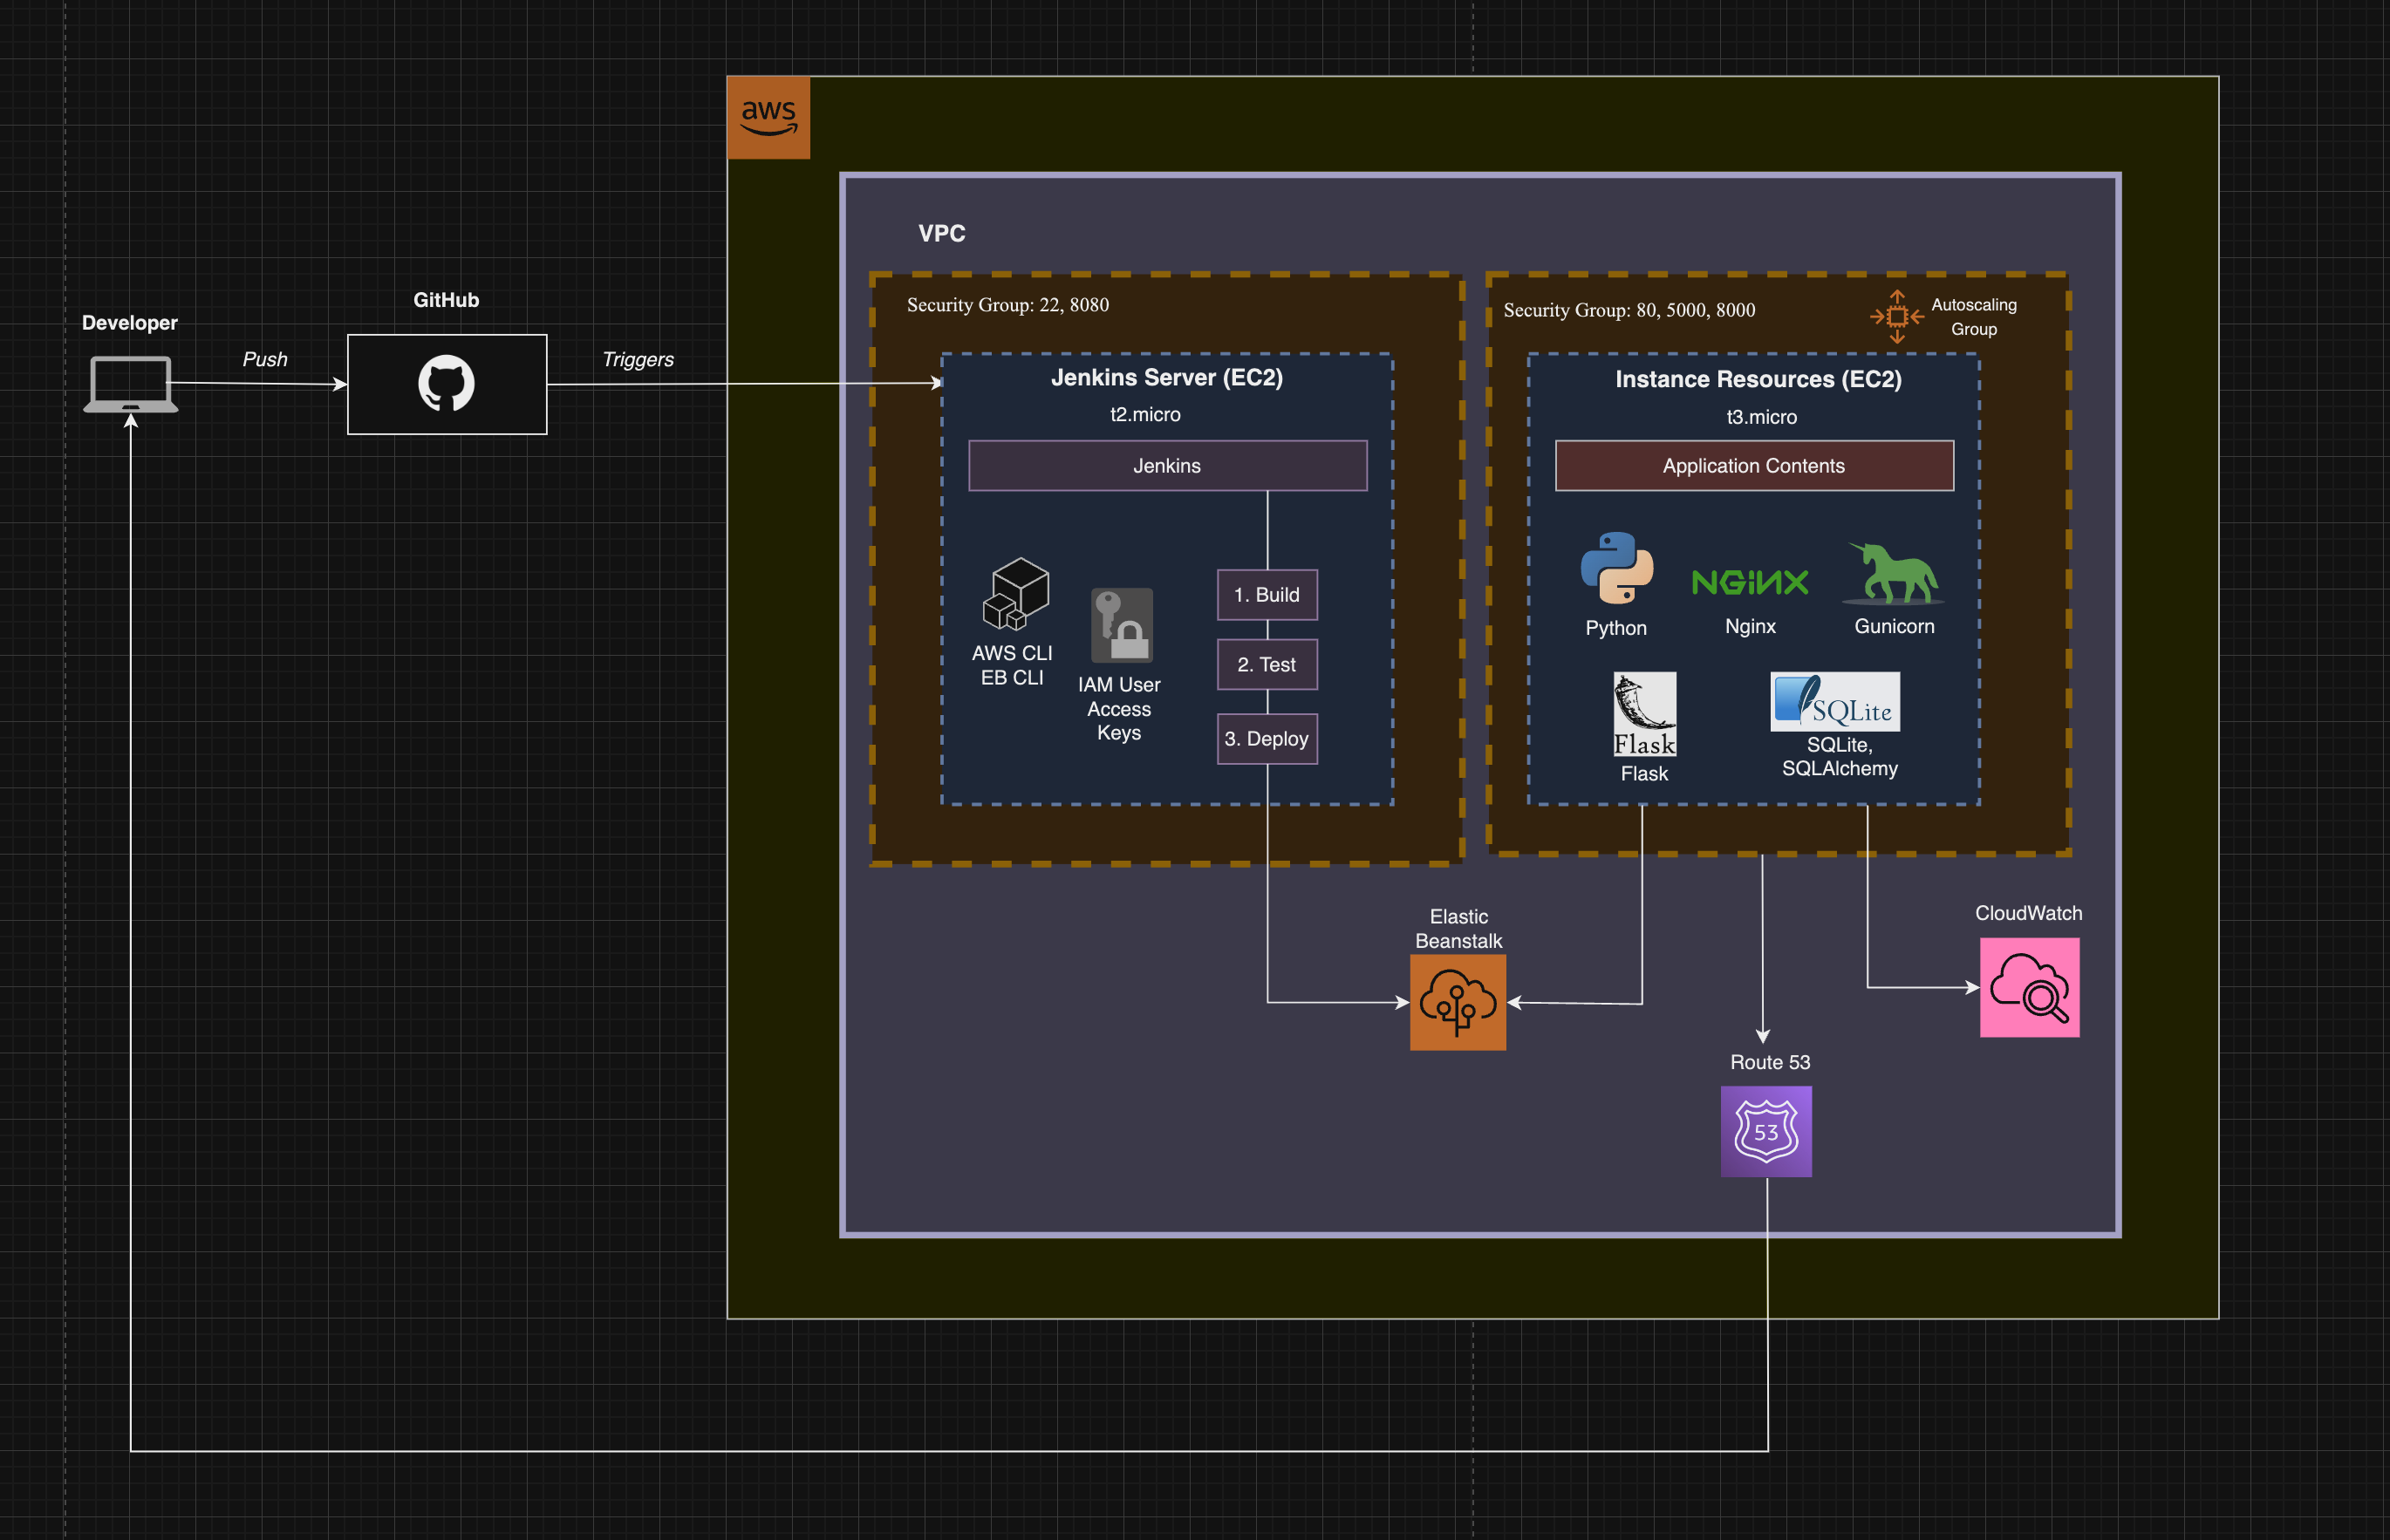 aws
VPC
Developer
GitHub
Push
Triggers
Security Group: 22, 8080
Jenkins Server (EC2)
t2.micro
Jenkins
AWS CLI
EB CLI
IAM User
Access
Keys
1. Build
2. Test
3. Deploy
Security Group: 80, 5000, 8000
Autoscaling
Group
Instance Resources (EC2)
t3.micro
Application Contents
Python
NGINX
Nginx
Gunicorn
Flask
Flask
SQLite
SQLite,
SQLAlchemy
Elastic
Beanstalk
CloudWatch
Route 53
53